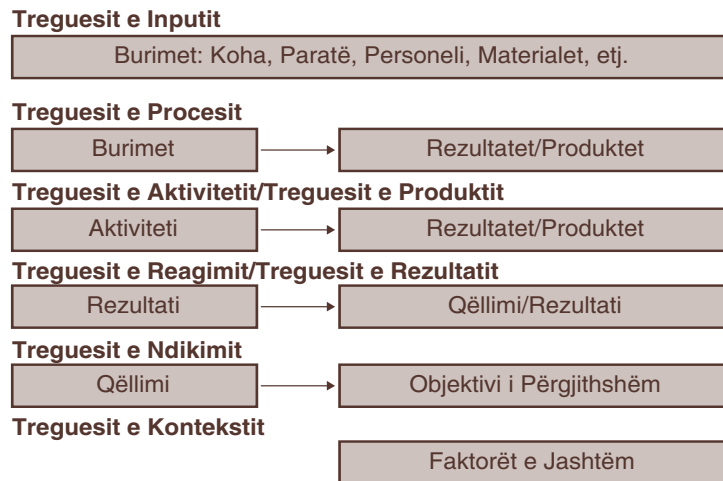 Treguesit e Inputit
Burimet: Koha, Paratë, Personeli, Materialet, etj.
Treguesit e Procesit
Burimet
Rezultatet/Produktet
Treguesit e Aktivitetit/Treguesit e Produktit
Aktiviteti
Rezultatet/Produktet
Treguesit e Reagimit/Treguesit e Rezultatit
Rezultati
Qëllimi/Rezultati
Treguesit e Ndikimit
Qëllimi
Objektivi i Përgjithshëm
Treguesit e Kontekstit
Faktorët e Jashtëm